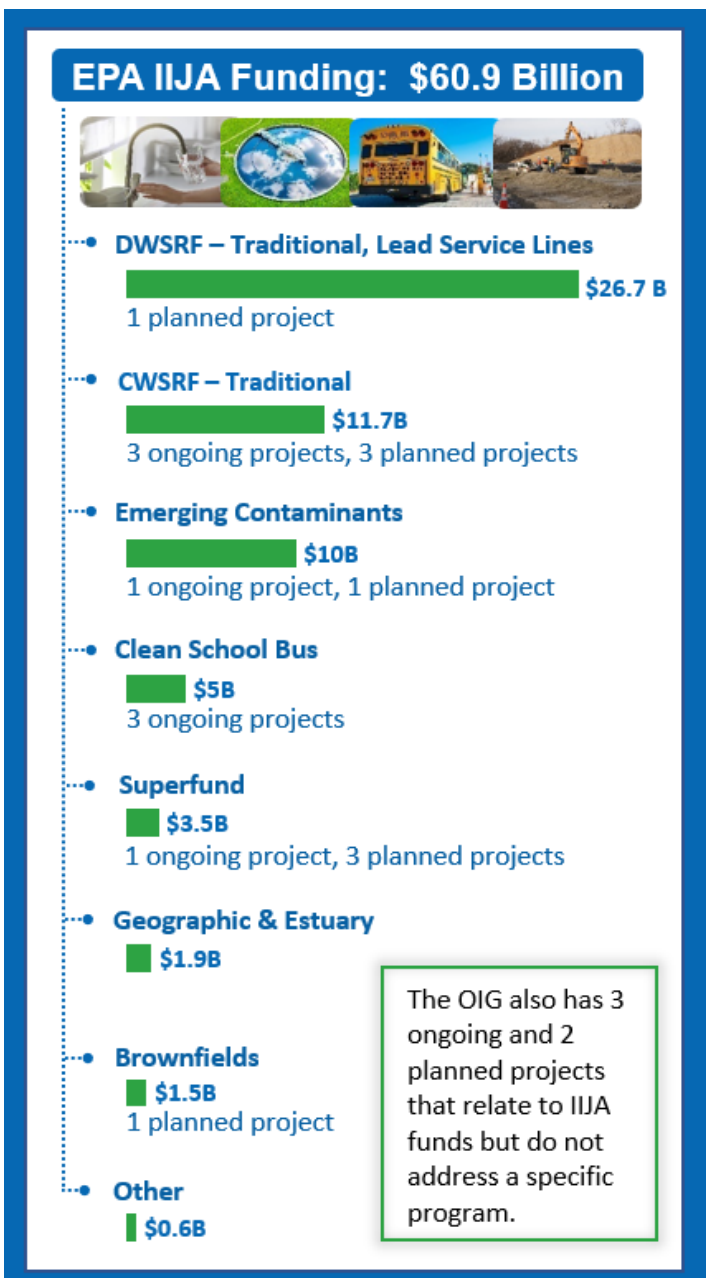 EPA IIJA Funding: $60.9 Billion
DWSRF – Traditional, Lead Service Lines
$26.7 B
1 planned project
CWSRF – Traditional
$11.7B
3 ongoing projects, 3 planned projects
Emerging Contaminants
$10B
1 ongoing project, 1 planned project
Clean School Bus
$5B
3 ongoing projects
Superfund
$3.5B
1 ongoing project, 3 planned projects
Geographic & Estuary
$1.9B
Brownfields
$1.5B
1 planned project
Other
$0.6B
The OIG also has 3
ongoing and 2
planned projects
that relate to IIJA
funds but do not
address a specific
program.